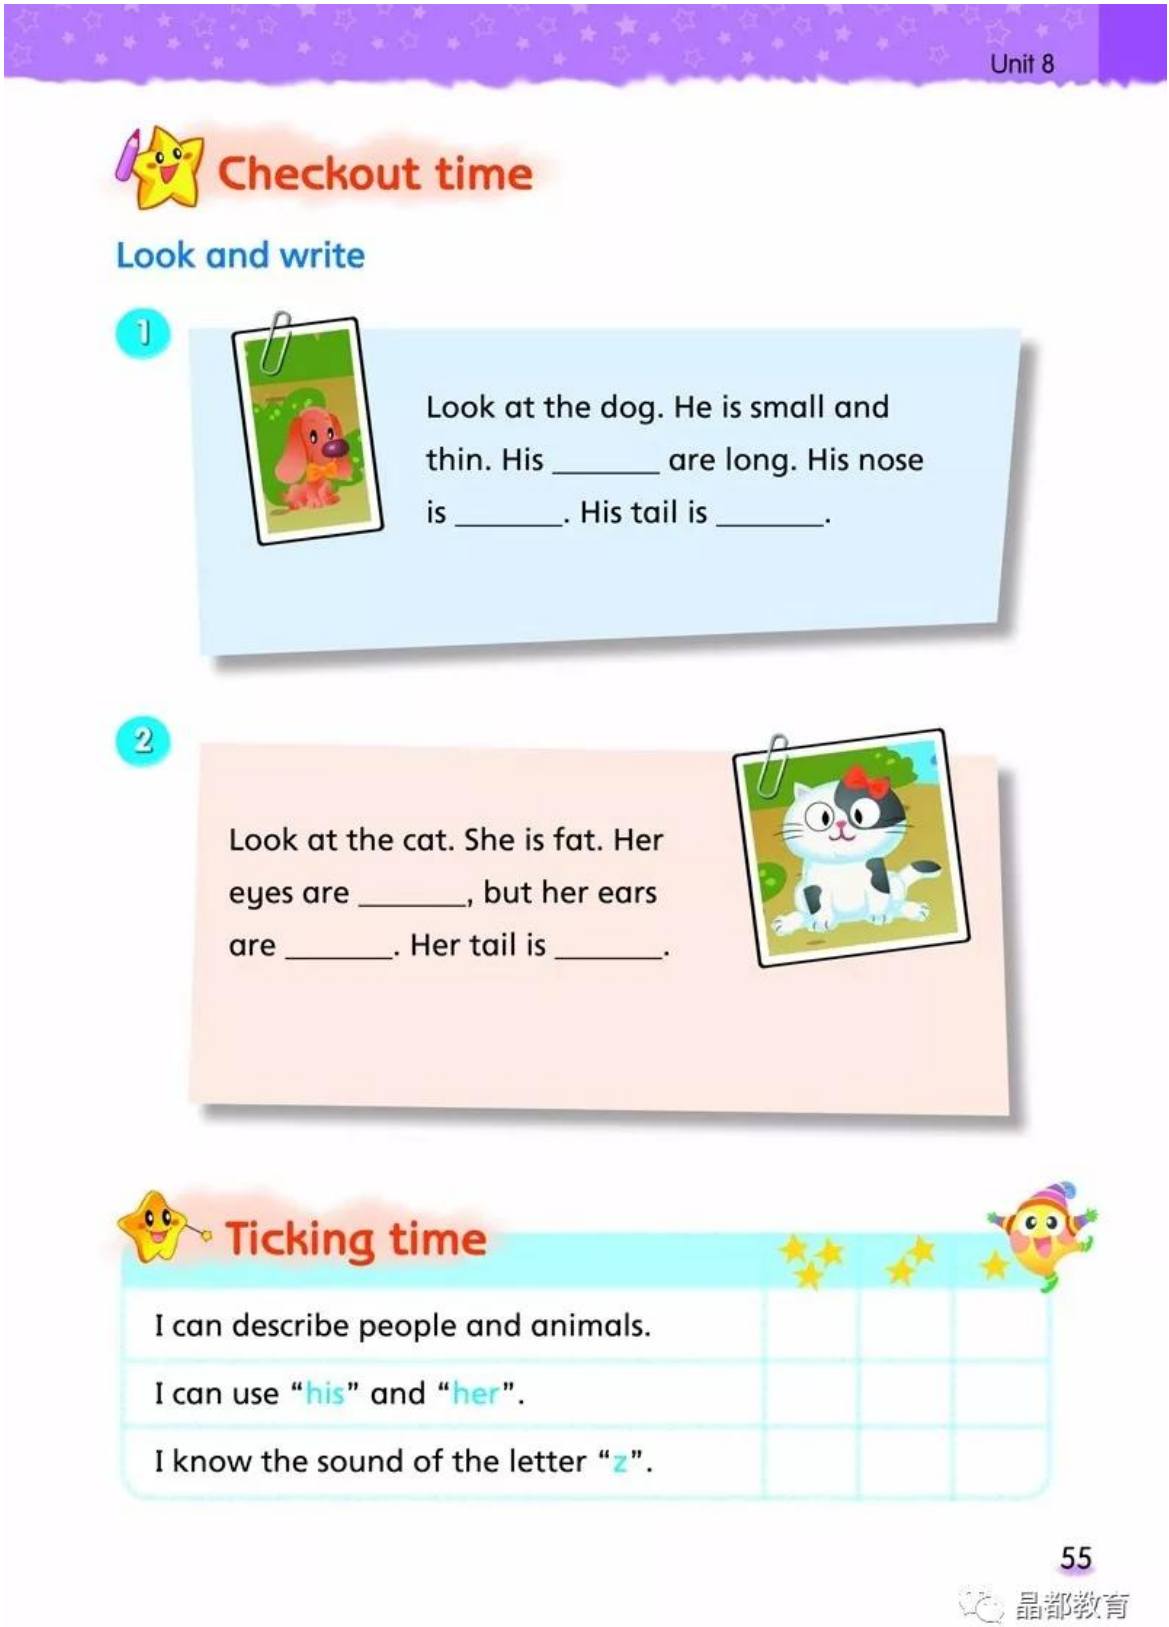 Unit 8
Checkout time
Look and write
1
Look at the dog. He is small and
thin. His _______ are long. His nose
is _______. His tail is _______.
2
Look at the cat. She is fat. Her
eyes are _______, but her ears
are _______. Her tail is _______.
Ticking time
I can describe people and animals.
I can use “his” and “her”.
I know the sound of the letter “z”.
55
晶都教育